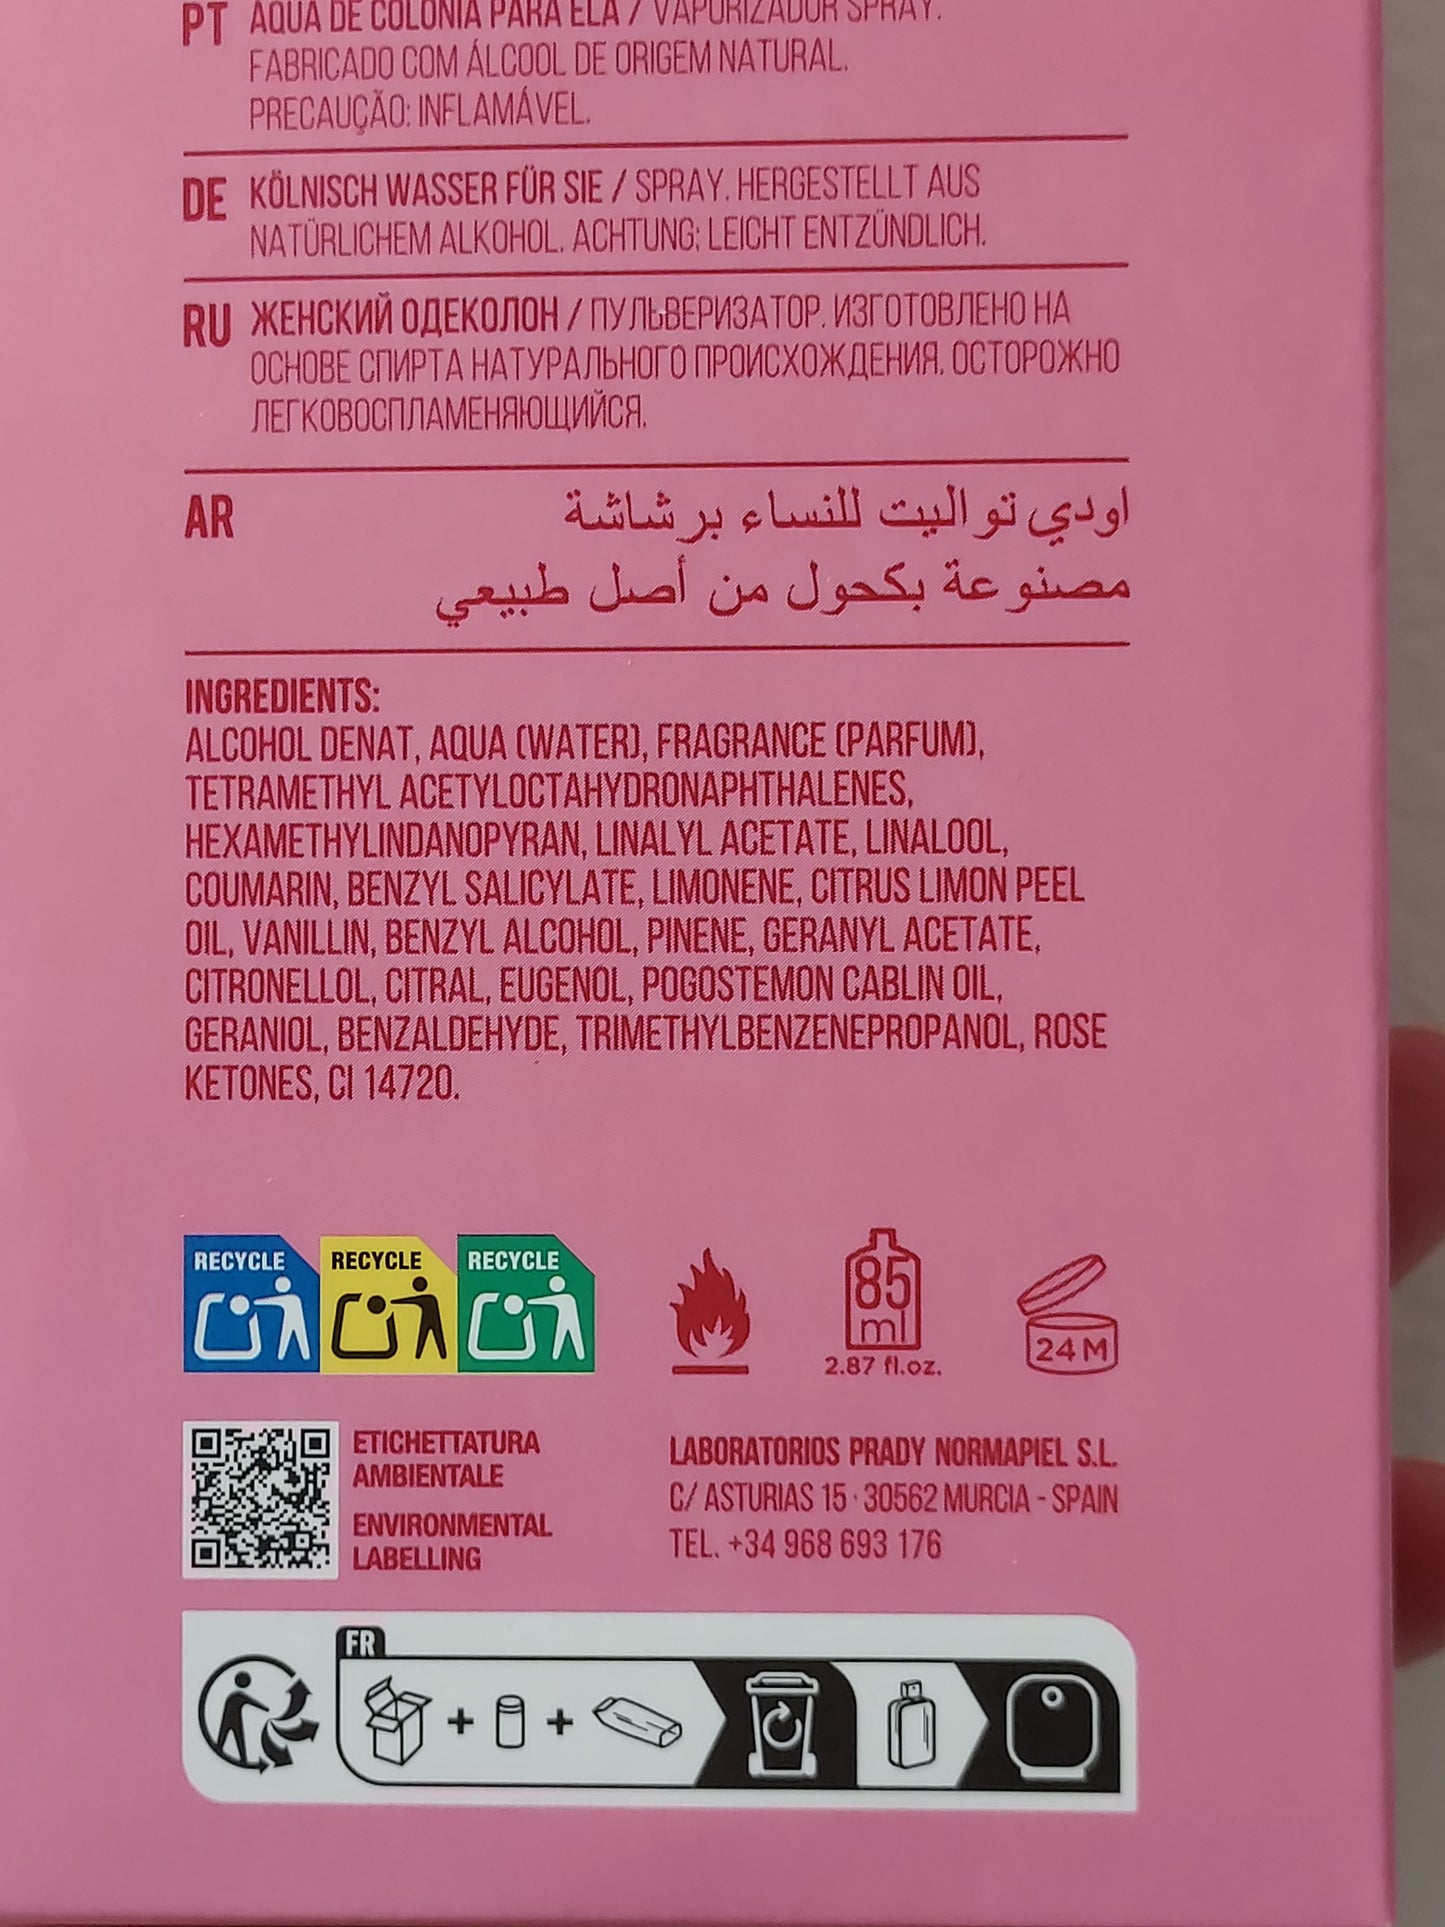 PT AQUA DE COLONIA PARA ELA / VAPORIZADOR SPRAY.
FABRICADO COM ÁLCOOL DE ORIGEM NATURAL.
PRECAUÇÃO: INFLAMÁVEL.
DE KÖLNISCH WASSER FÜR SIE / SPRAY. HERGESTELLT AUS
NATÜRLICHEM ALKOHOL. ACHTUNG: LEICHT ENTZÜNDLICH.
RU ЖЕНСКИЙ ОДЕКОЛОН / ПУЛЬВЕРИЗАТОР. ИЗГОТОВЛЕНО НА
ОСНОВЕ СПИРТА НАТУРАЛЬНОГО ПРОИСХОЖДЕНИЯ. ОСТОРОЖНО
ЛЕГКОВОСПЛАМЕНЯЮЩИЙСЯ.
AR اودي تواليت للنساء برشاشة
مصنوعة بكحول من أصل طبيعي
INGREDIENTS:
ALCOHOL DENAT, AQUA (WATER), FRAGRANCE (PARFUM),
TETRAMETHYL ACETYLOCTAHYDRONAPHTHALENES,
HEXAMETHYLINDANOPYRAN, LINALYL ACETATE, LINALOOL,
COUMARIN, BENZYL SALICYLATE, LIMONENE, CITRUS LIMON PEEL
OIL, VANILLIN, BENZYL ALCOHOL, PINENE, GERANYL ACETATE,
CITRONELLOL, CITRAL, EUGENOL, POGOSTEMON CABLIN OIL,
GERANIOL, BENZALDEHYDE, TRIMETHYLBENZENEPROPANOL, ROSE
KETONES, CI 14720.
RECYCLE RECYCLE RECYCLE
85
ml
2.87 fl.oz.
24 M
ETICHETTATURA
AMBIENTALE
ENVIRONMENTAL
LABELLING
LABORATORIOS PRADY NORMAPIEL S.L.
C/ ASTURIAS 15 · 30562 MURCIA - SPAIN
TEL. +34 968 693 176
FR